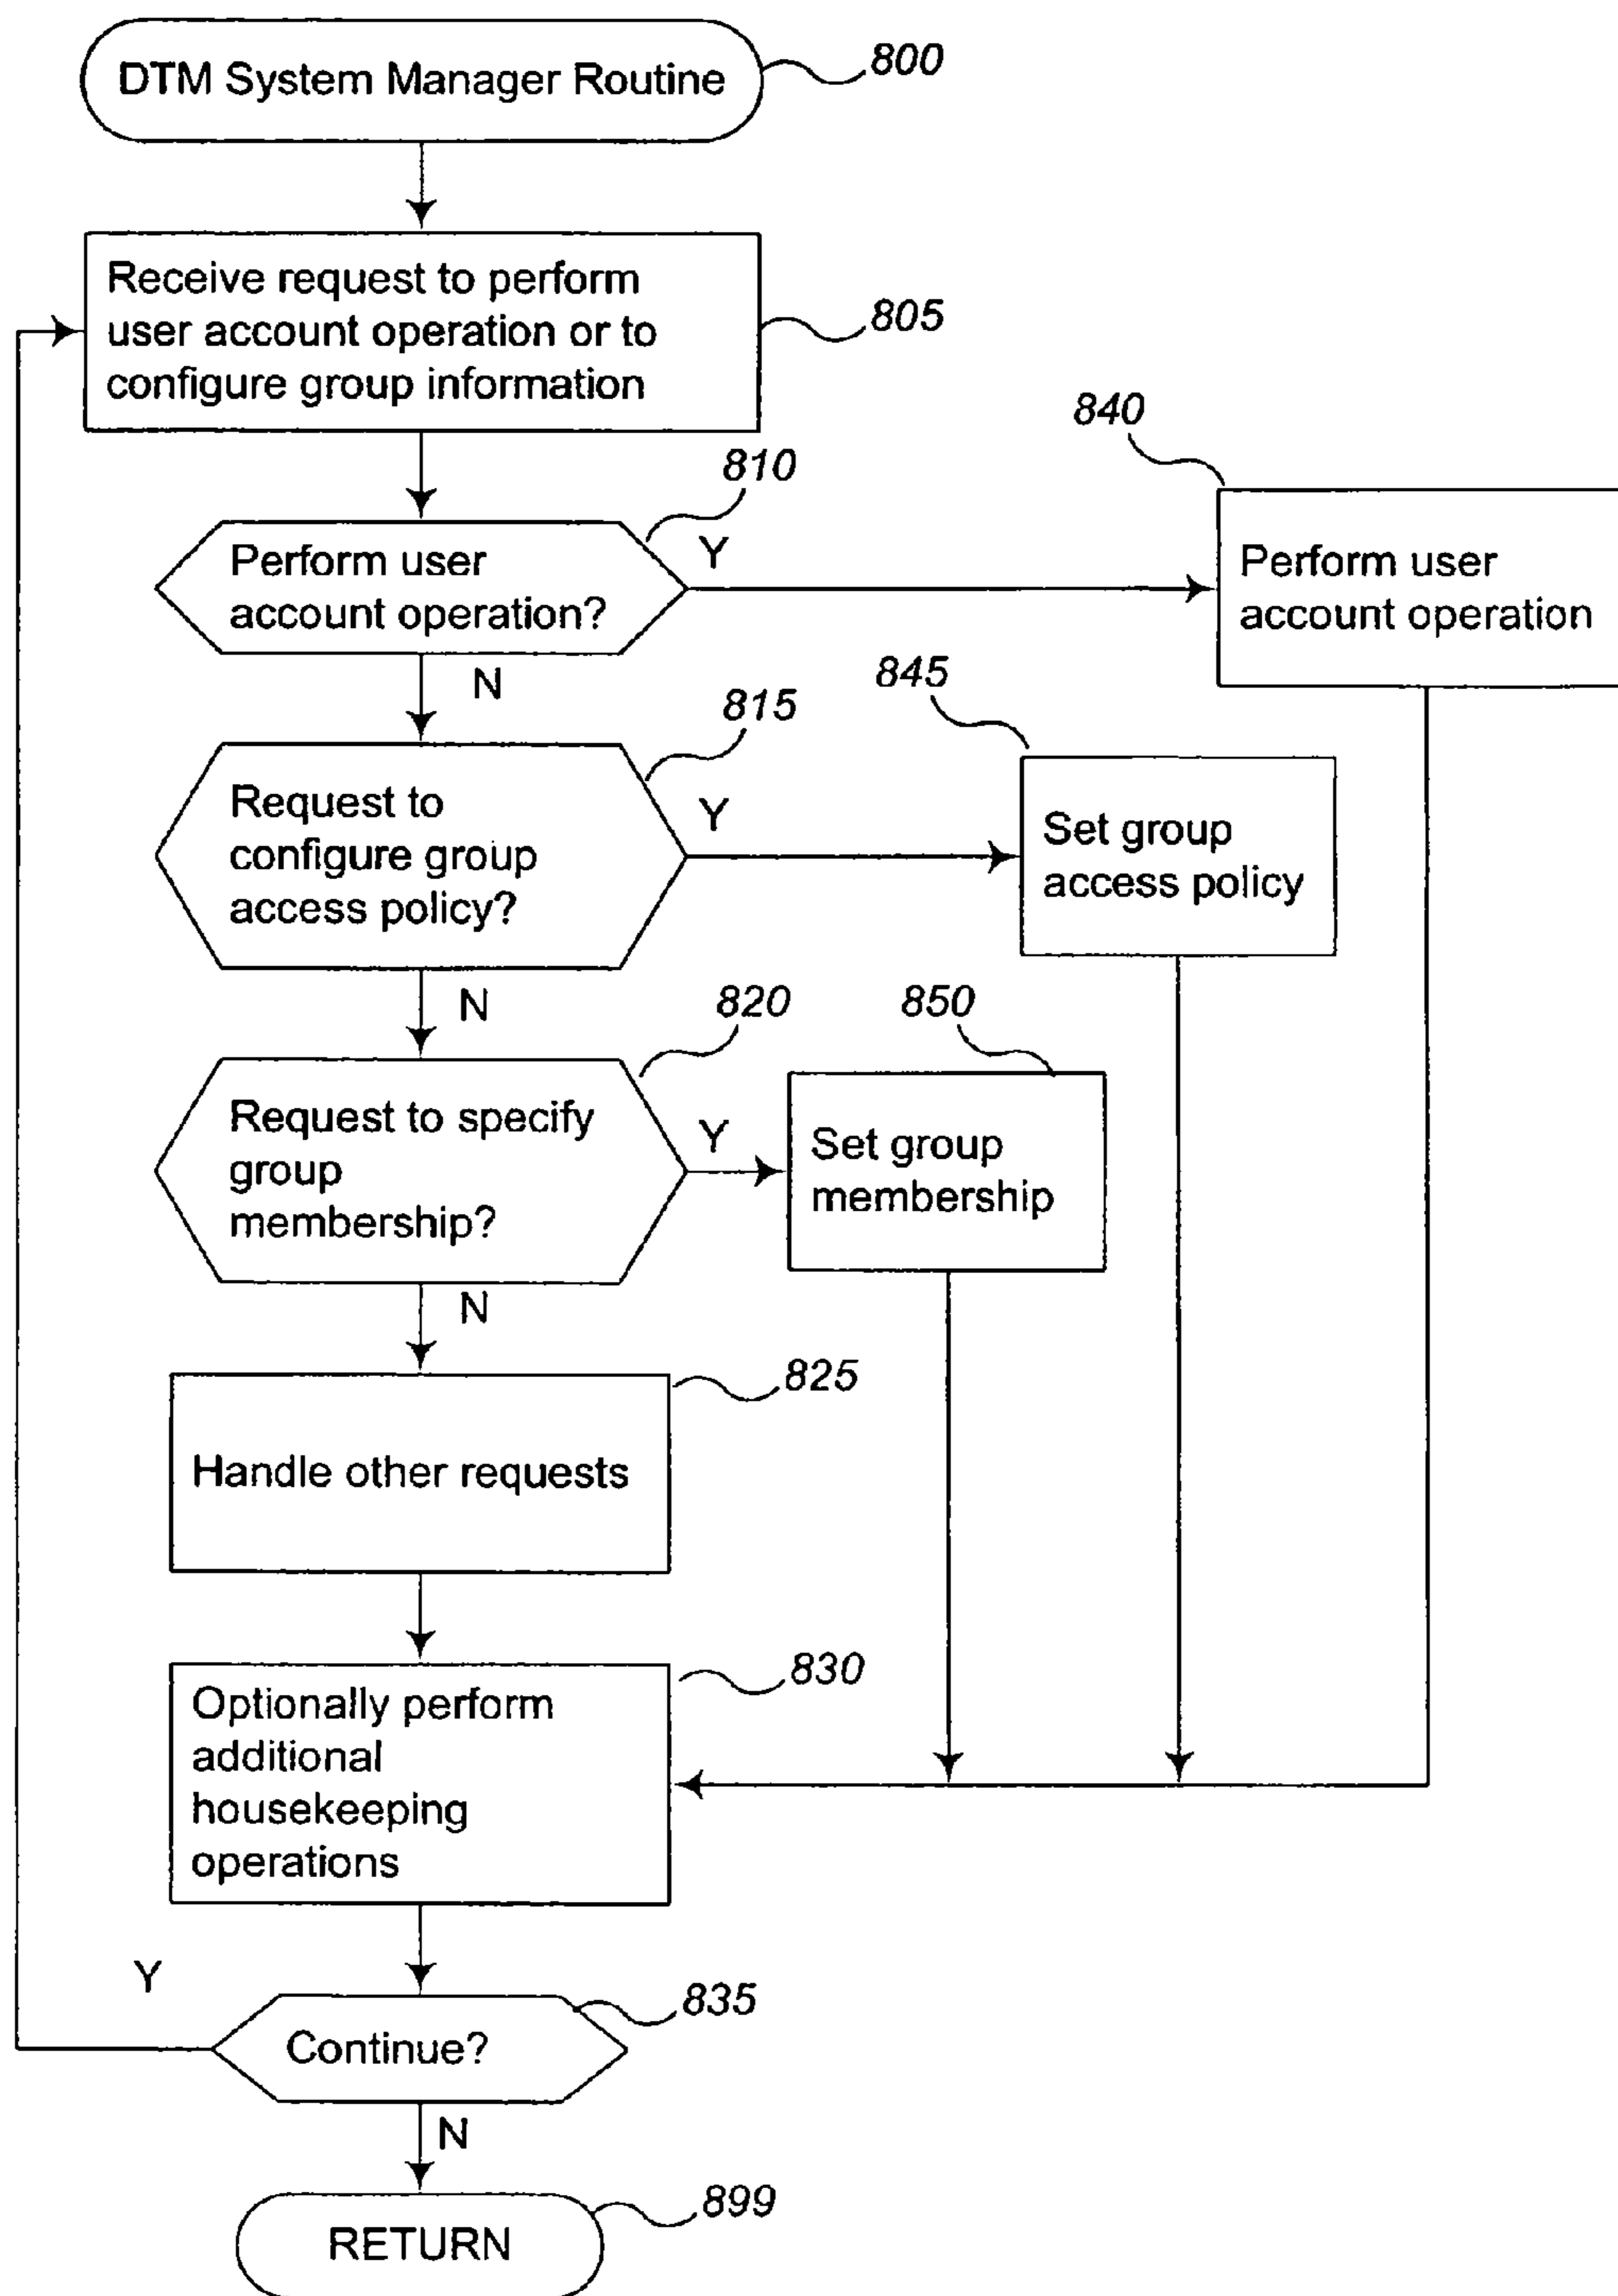 DTM System Manager Routine
800
Receive request to perform
user account operation or to
configure group information
805
810
Perform user
account operation?
Y
N
840
Perform user
account operation
815
Request to
configure group
access policy?
Y
N
845
Set group
access policy
820
Request to specify
group
membership?
Y
N
850
Set group
membership
825
Handle other requests
830
Optionally perform
additional
housekeeping
operations
Y
835
Continue?
N
899
RETURN